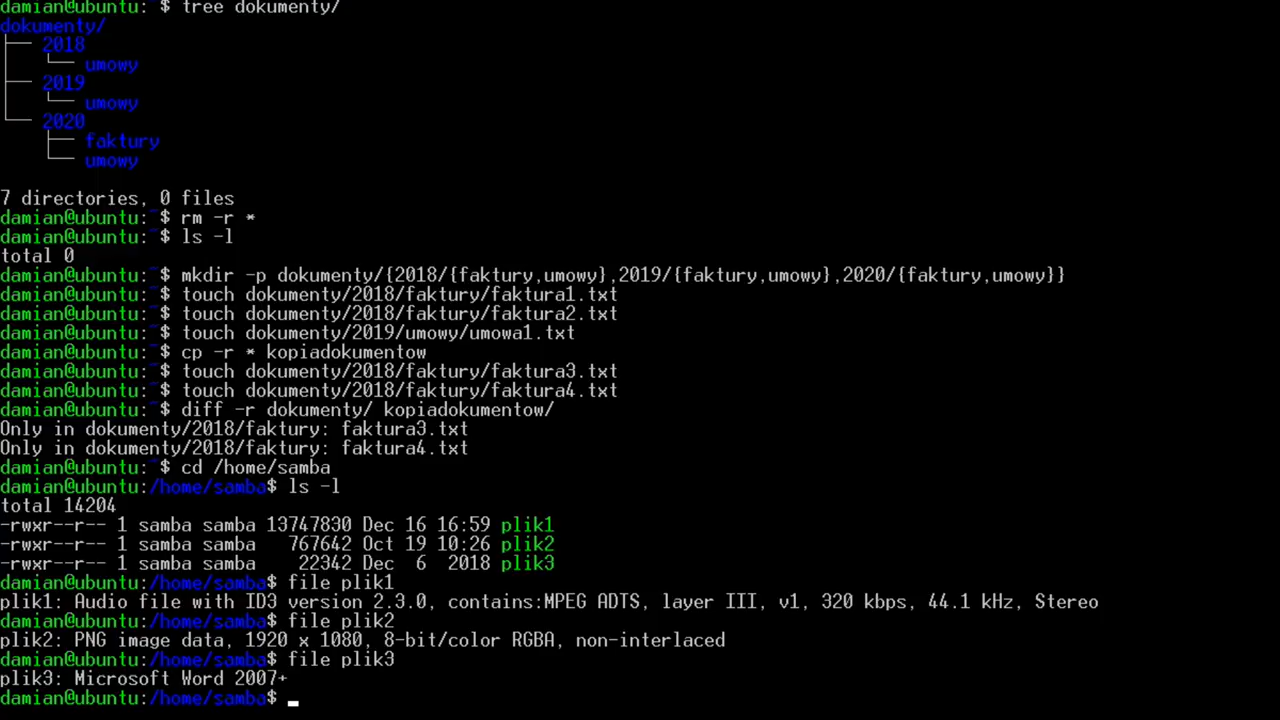 damian@ubuntu:~$ tree dokumenty/
dokumenty/
├── 2018
│   └── umowy
├── 2019
│   └── umowy
└── 2020
    ├── faktury
    └── umowy
7 directories, 0 files
damian@ubuntu:~$ rm -r *
damian@ubuntu:~$ ls -l
total 0
damian@ubuntu:~$ mkdir -p dokumenty/{2018/{faktury,umowy},2019/{faktury,umowy},2020/{faktury,umowy}}
damian@ubuntu:~$ touch dokumenty/2018/faktury/faktura1.txt
damian@ubuntu:~$ touch dokumenty/2018/faktury/faktura2.txt
damian@ubuntu:~$ touch dokumenty/2019/umowy/umowa1.txt
damian@ubuntu:~$ cp -r * kopiadokumentow
damian@ubuntu:~$ touch dokumenty/2018/faktury/faktura3.txt
damian@ubuntu:~$ touch dokumenty/2018/faktury/faktura4.txt
damian@ubuntu:~$ diff -r dokumenty/ kopiadokumentow/
Only in dokumenty/2018/faktury: faktura3.txt
Only in dokumenty/2018/faktury: faktura4.txt
damian@ubuntu:~$ cd /home/samba
damian@ubuntu:/home/samba$ ls -l
total 14204
-rwxr--r-- 1 samba samba 13747830 Dec 16 16:59 plik1
-rwxr--r-- 1 samba samba   767642 Oct 19 10:26 plik2
-rwxr--r-- 1 samba samba    22342 Dec  6  2018 plik3
damian@ubuntu:/home/samba$ file plik1
plik1: Audio file with ID3 version 2.3.0, contains:MPEG ADTS, layer III, v1, 320 kbps, 44.1 kHz, Stereo
damian@ubuntu:/home/samba$ file plik2
plik2: PNG image data, 1920 x 1080, 8-bit/color RGBA, non-interlaced
damian@ubuntu:/home/samba$ file plik3
plik3: Microsoft Word 2007+
damian@ubuntu:/home/samba$